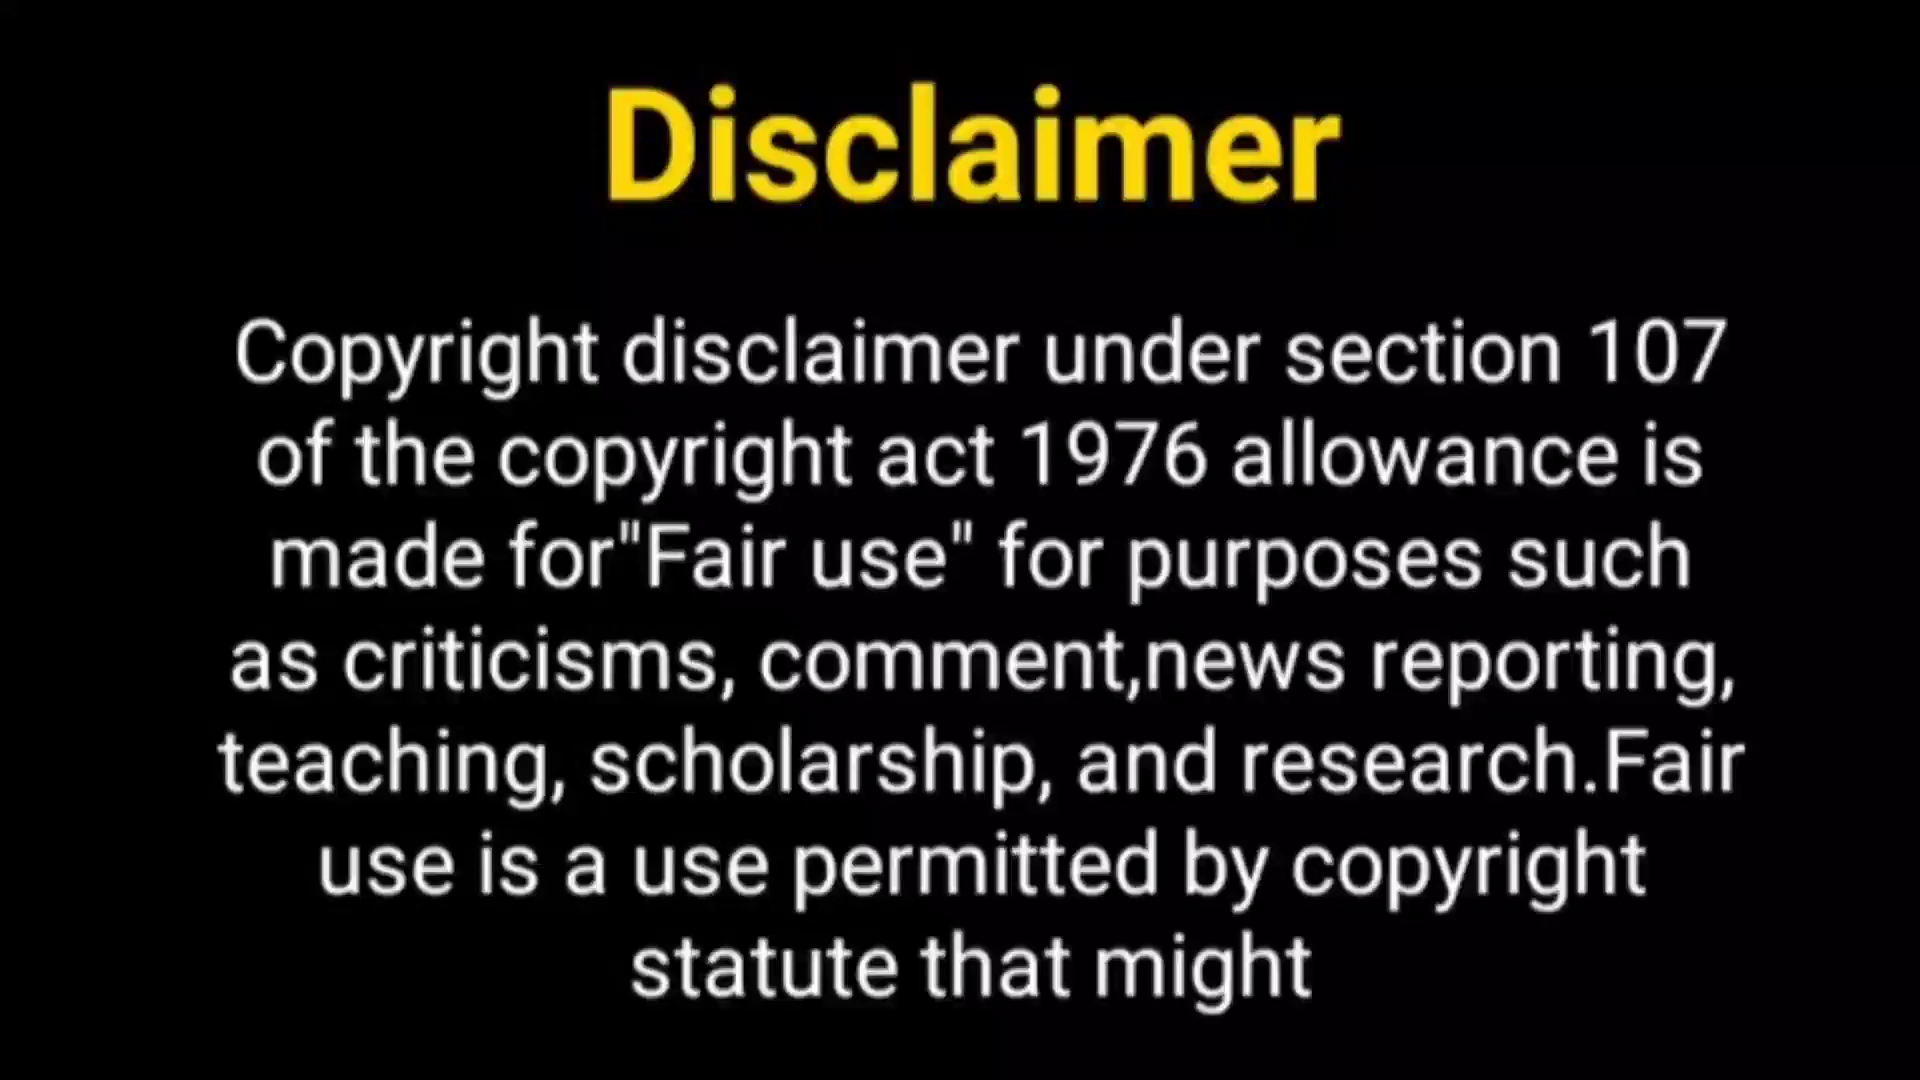 Disclaimer
Copyright disclaimer under section 107
of the copyright act 1976 allowance is
made for"Fair use" for purposes such
as criticisms, comment,news reporting,
teaching, scholarship, and research.Fair
use is a use permitted by copyright
statute that might